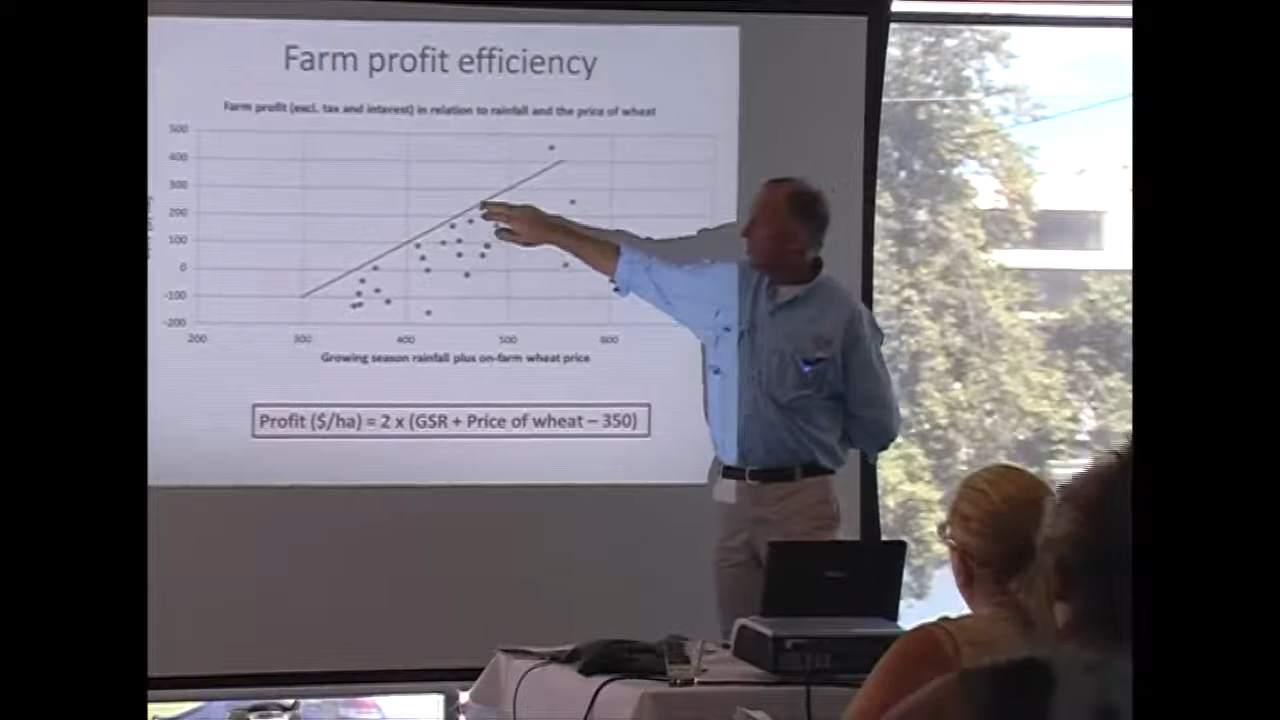 Farm profit efficiency
Farm profit (excl. tax and interest) in relation to rainfall and the price of wheat
500
400
300
200
100
0
-100
-200
200 300 400 500 600
Growing season rainfall plus on-farm wheat price
Profit ($/ha) = 2 x (GSR + Price of wheat – 350)